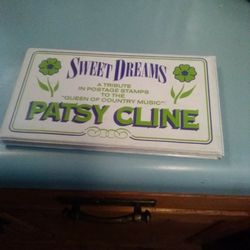 SWEET DREAMS
A TRIBUTE
IN POSTAGE STAMPS
TO THE
"QUEEN OF COUNTRY MUSIC":
PATSY CLINE